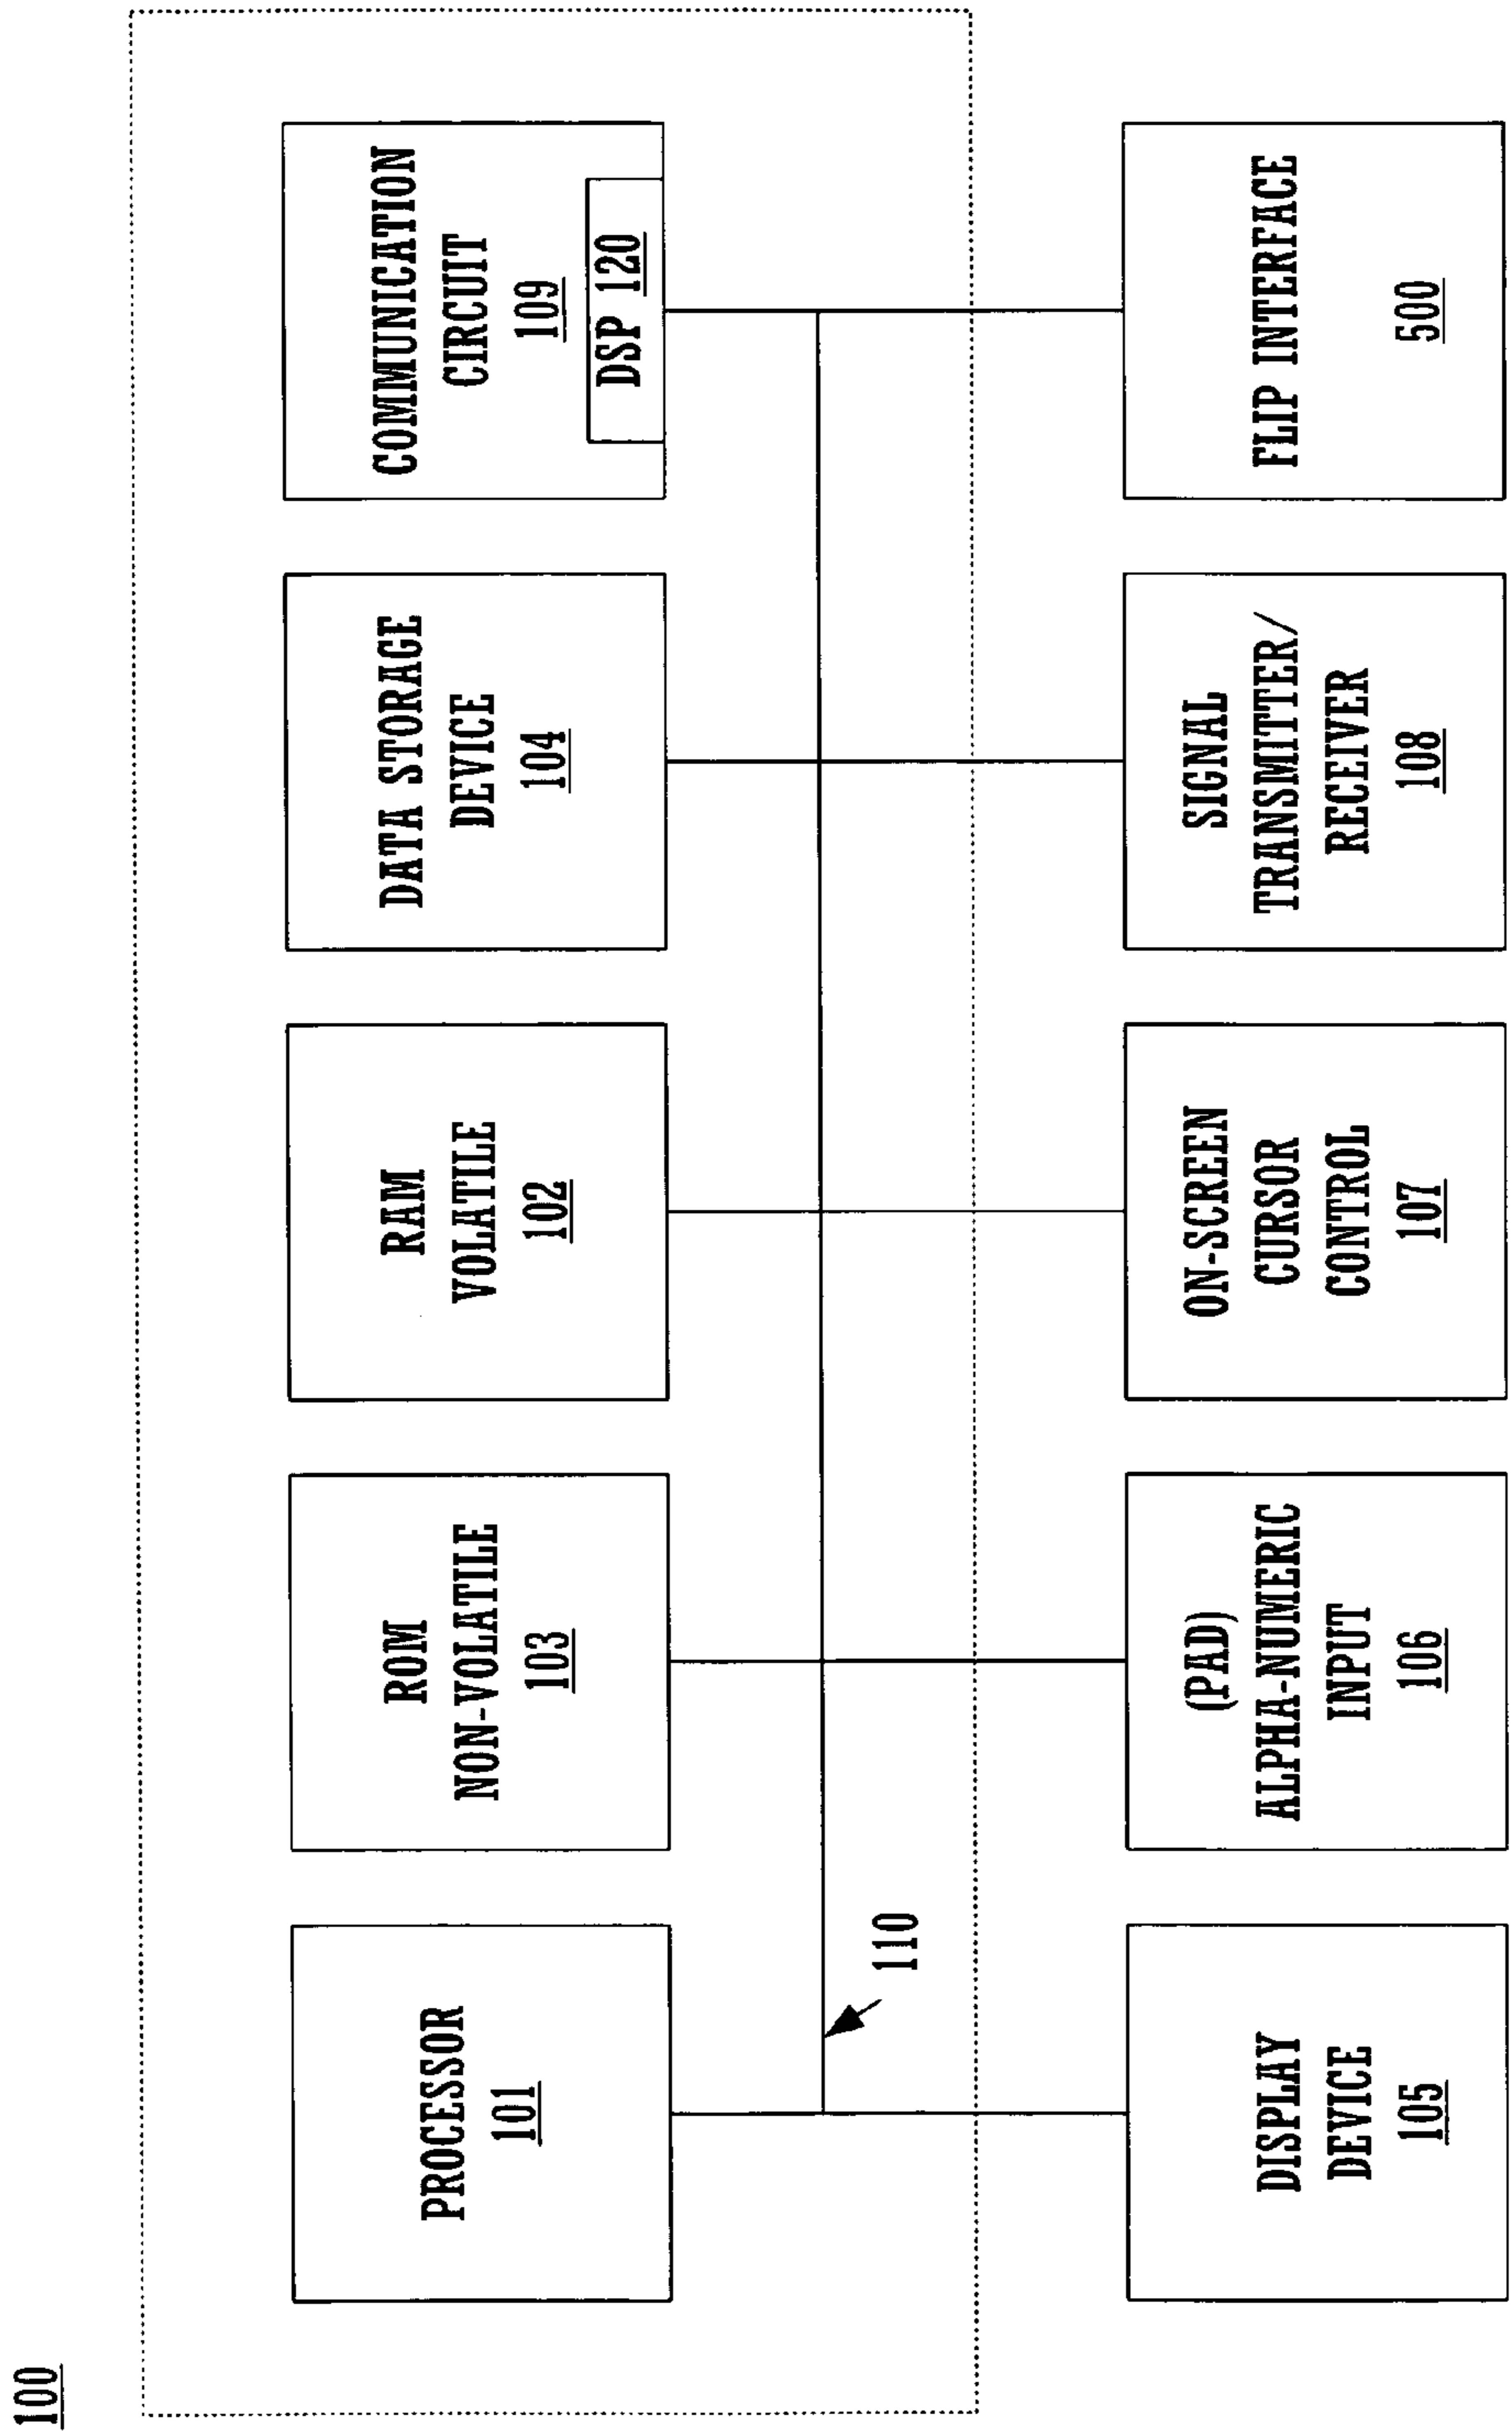 100
PROCESSOR
101
ROM
NON-VOLATILE
103
RAM
VOLATILE
102
DATA STORAGE
DEVICE
104
COMMUNICATION
CIRCUIT
109
DSP 120
110
DISPLAY
DEVICE
105
(PAD)
ALPHA-NUMERIC
INPUT
106
ON-SCREEN
CURSOR
CONTROL
107
SIGNAL
TRANSMITTER/
RECEIVER
108
FLIP INTERFACE
500